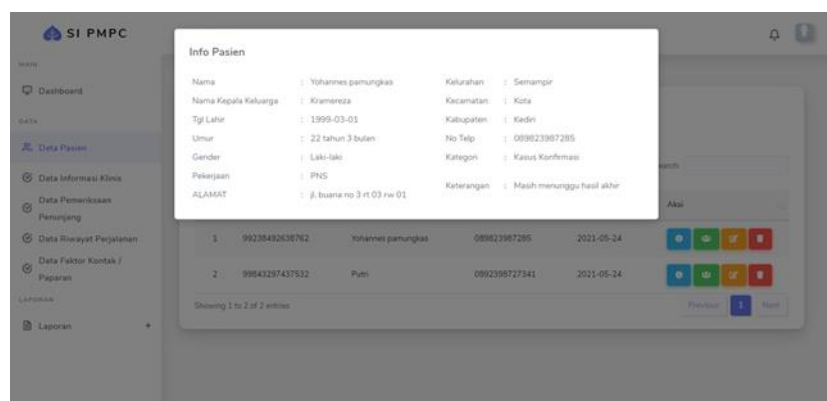 SI PMPC
MAIN
Dashboard
DATA
Data Pasien
Data Informasi Klinis
Data Pemeriksaan
Penunjang
Data Riwayat Perjalanan
Data Faktor Kontak /
Paparan
LAPORAN
Laporan +
Info Pasien
Nama : Yohannes pamungkas
Nama Kepala Keluarga : Kramereza
Tgl Lahir : 1999-03-01
Umur : 22 tahun 3 bulan
Gender : Laki-laki
Pekerjaan : PNS
ALAMAT : jl. buana no 3 rt 03 rw 01
Kelurahan : Semampir
Kecamatan : Kota
Kabupaten : Kediri
No Telp : 089823987285
Kategori : Kasus Konfirmasi
Keterangan : Masih menunggu hasil akhir
Search:
Aksi
1 99238492638762 Yohannes pamungkas 089823987285 2021-05-24
2 99843297437532 Putri 0892398727341 2021-05-24
Showing 1 to 2 of 2 entries
Previous 1 Next